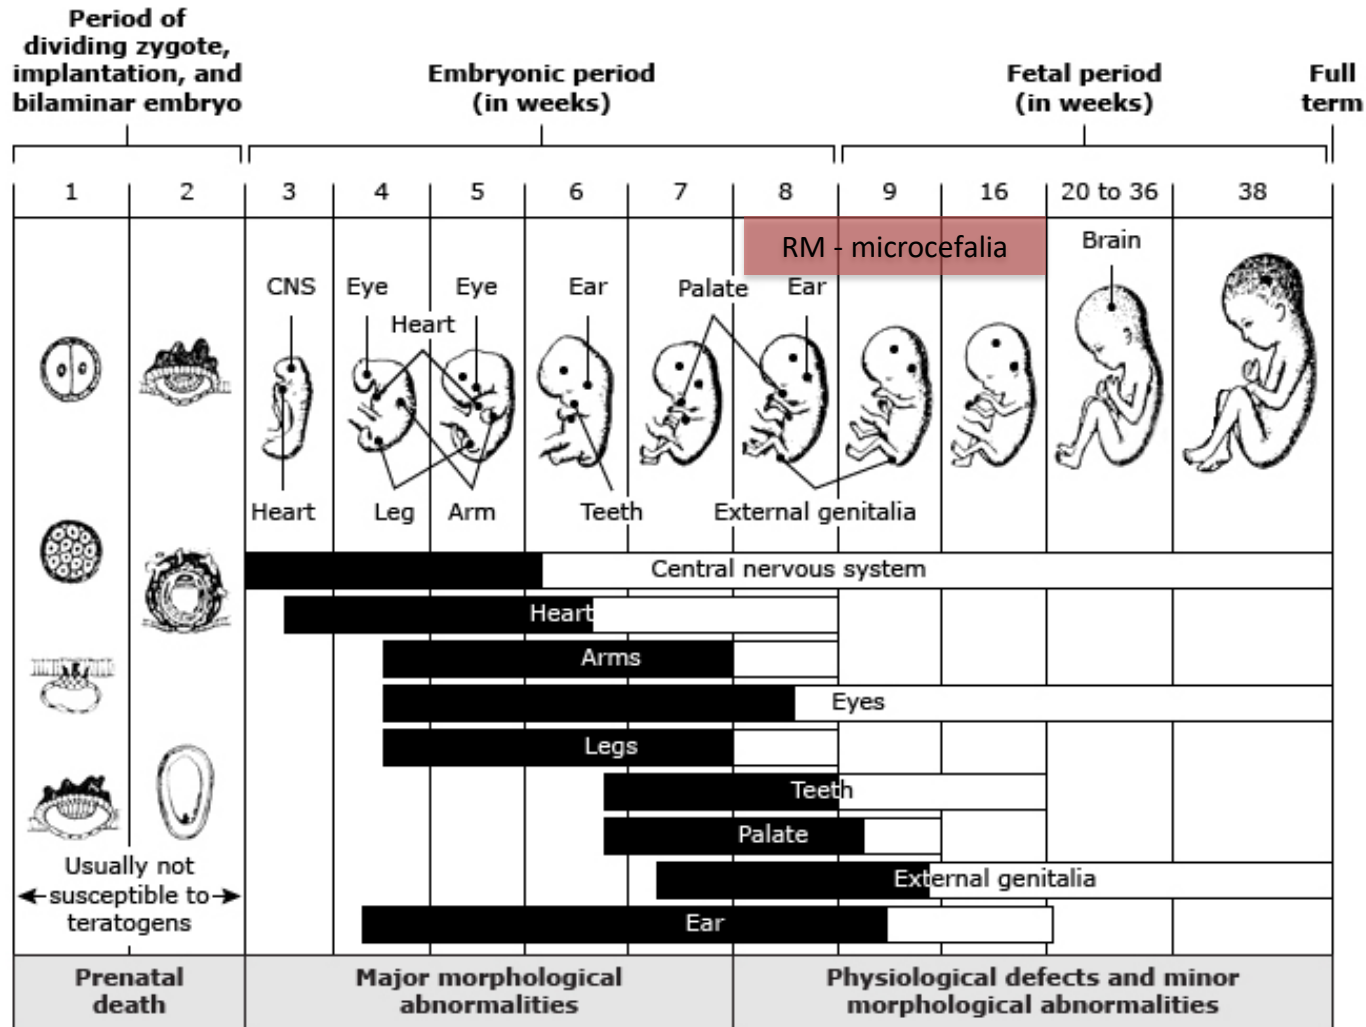 Period of
dividing zygote,
implantation, and
bilaminar embryo
Embryonic period
(in weeks)
Fetal period
(in weeks)
Full
term
1 2 3 4 5 6 7 8 9 16 20 to 36 38
RM - microcefalia
Brain
CNS Eye Eye Ear Palate Ear
Heart
Heart Leg Arm Teeth External genitalia
Central nervous system
Heart
Arms
Eyes
Legs
Teeth
Palate
External genitalia
Ear
Usually not
susceptible to
teratogens
Prenatal
death
Major morphological
abnormalities
Physiological defects and minor
morphological abnormalities